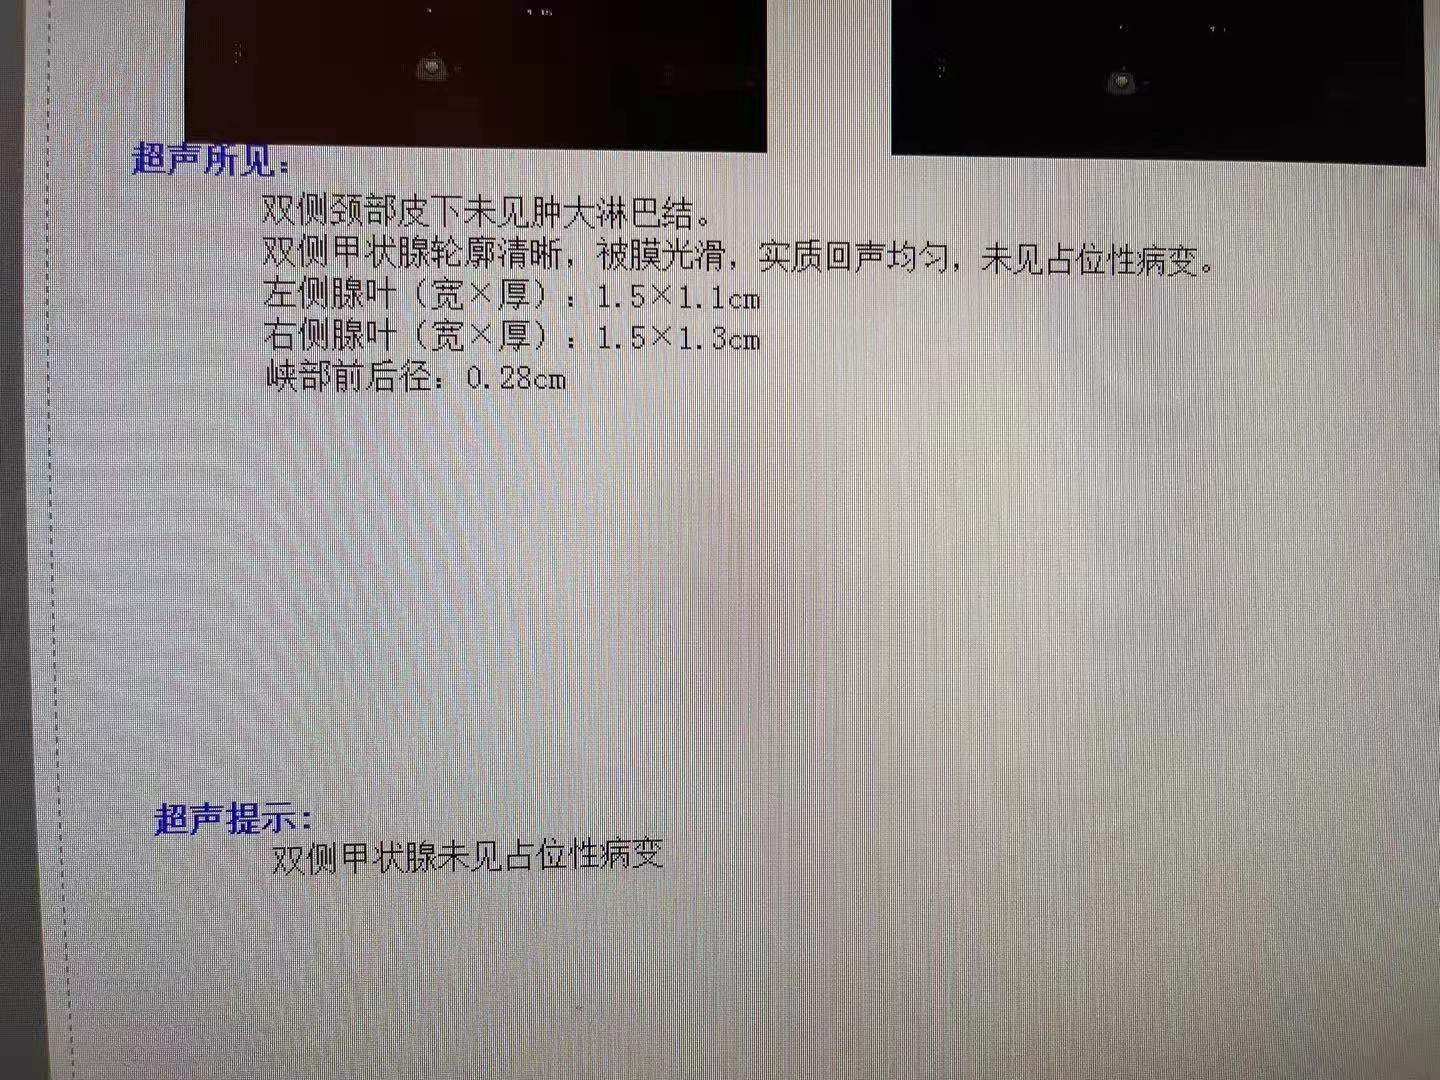 超声所见：
双侧颈部皮下未见肿大淋巴结。
双侧甲状腺轮廓清晰，被膜光滑，实质回声均匀，未见占位性病变。
左侧腺叶（宽×厚）：1.5×1.1cm
右侧腺叶（宽×厚）：1.5×1.3cm
峡部前后径：0.28cm
超声提示：
双侧甲状腺未见占位性病变